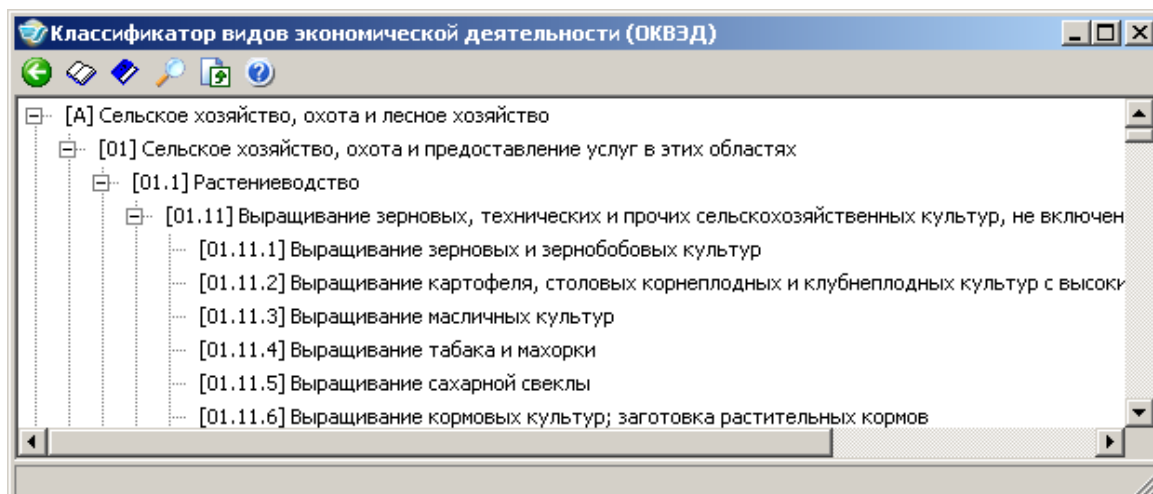 Классификатор видов экономической деятельности (ОКВЭД)
[А] Сельское хозяйство, охота и лесное хозяйство
[01] Сельское хозяйство, охота и предоставление услуг в этих областях
[01.1] Растениеводство
[01.11] Выращивание зерновых, технических и прочих сельскохозяйственных культур, не включен
[01.11.1] Выращивание зерновых и зернобобовых культур
[01.11.2] Выращивание картофеля, столовых корнеплодных и клубнеплодных культур с высоки
[01.11.3] Выращивание масличных культур
[01.11.4] Выращивание табака и махорки
[01.11.5] Выращивание сахарной свеклы
[01.11.6] Выращивание кормовых культур; заготовка растительных кормов